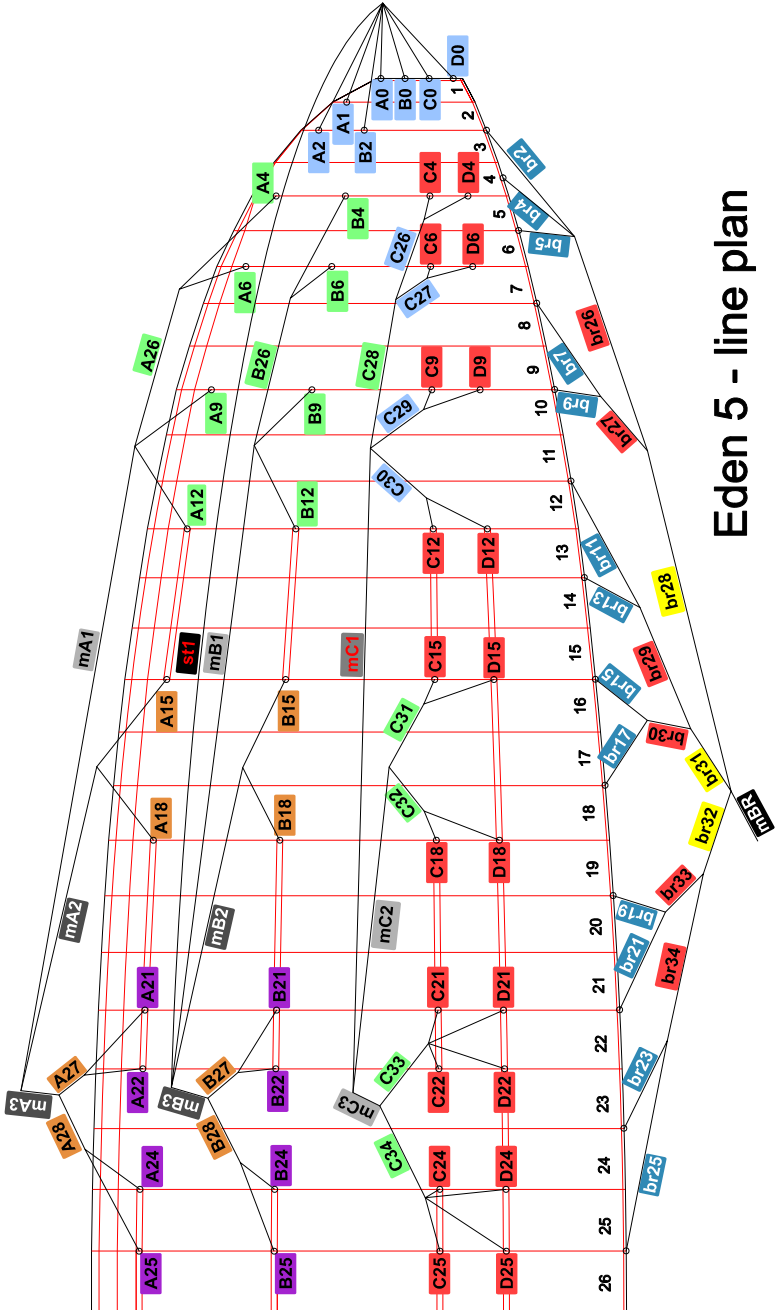 Eden 5 - line plan
D0
A0
B0
C0
A1
A2
B2
1
2
3
4
5
6
7
8
9
10
11
12
13
14
15
16
17
18
19
20
21
22
23
24
25
26
A4
B4
C4
D4
C26
C6
D6
A6
B6
C27
A26
B26
C28
C9
D9
A9
B9
C29
C30
A12
B12
C12
D12
mA1
st1
mB1
mC1
C15
D15
A15
B15
C31
C32
A18
B18
C18
D18
mA2
mB2
mC2
A21
B21
C21
D21
A27
B27
C33
A22
B22
C22
D22
mA3
mB3
mC3
A28
B28
C34
A24
B24
C24
D24
A25
B25
C25
D25
br2
br4
br5
br26
br7
br9
br27
br11
br13
br28
br29
br15
br17
br30
br31
mBR
br32
br33
br19
br21
br34
br23
br25